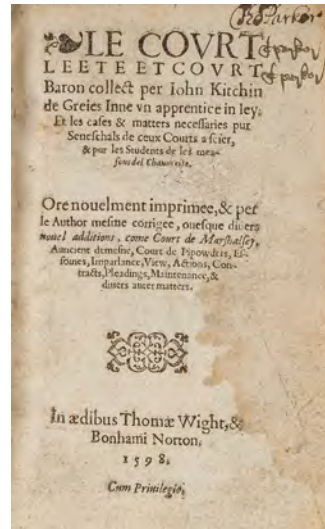 R Parker
LE COVRT
LEETE ET COVRT
Baron collect per Iohn Kitchin
de Greies Inne vn apprentice in ley.
Et les cases & matters necessaries pur
Seneschals de ceux Courts a scier,
& pur les Students de les mea-
sons del Chauncerie.
Ore nouelment imprimee, & per
le Author mesme corrigee, ouesque diuers
nouel additions, come Court de Marshalsey,
Auncient demesne, Court de Pipowders, Es-
soines, Imparlance, View, Actions, Con-
tracts, Pleadings, Maintenance, &
diuers auter matters.
In ædibus Thomæ Wight, &
Bonhami Norton.
1598.
Cum Priuilegio.